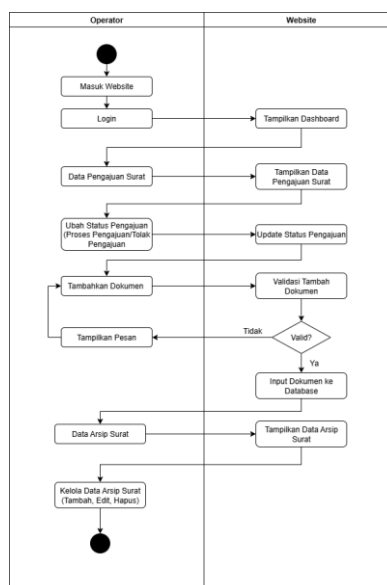 Operator
Website
Masuk Website
Login
Tampilkan Dashboard
Data Pengajuan Surat
Tampilkan Data
Pengajuan Surat
Ubah Status Pengajuan
(Proses Pengajuan/Tolak
Pengajuan
Update Status Pengajuan
Tambahkan Dokumen
Validasi Tambah
Dokumen
Tampilkan Pesan
Tidak
Valid?
Ya
Input Dokumen ke
Database
Data Arsip Surat
Tampilkan Data Arsip
Surat
Kelola Data Arsip Surat
(Tambah, Edit, Hapus)